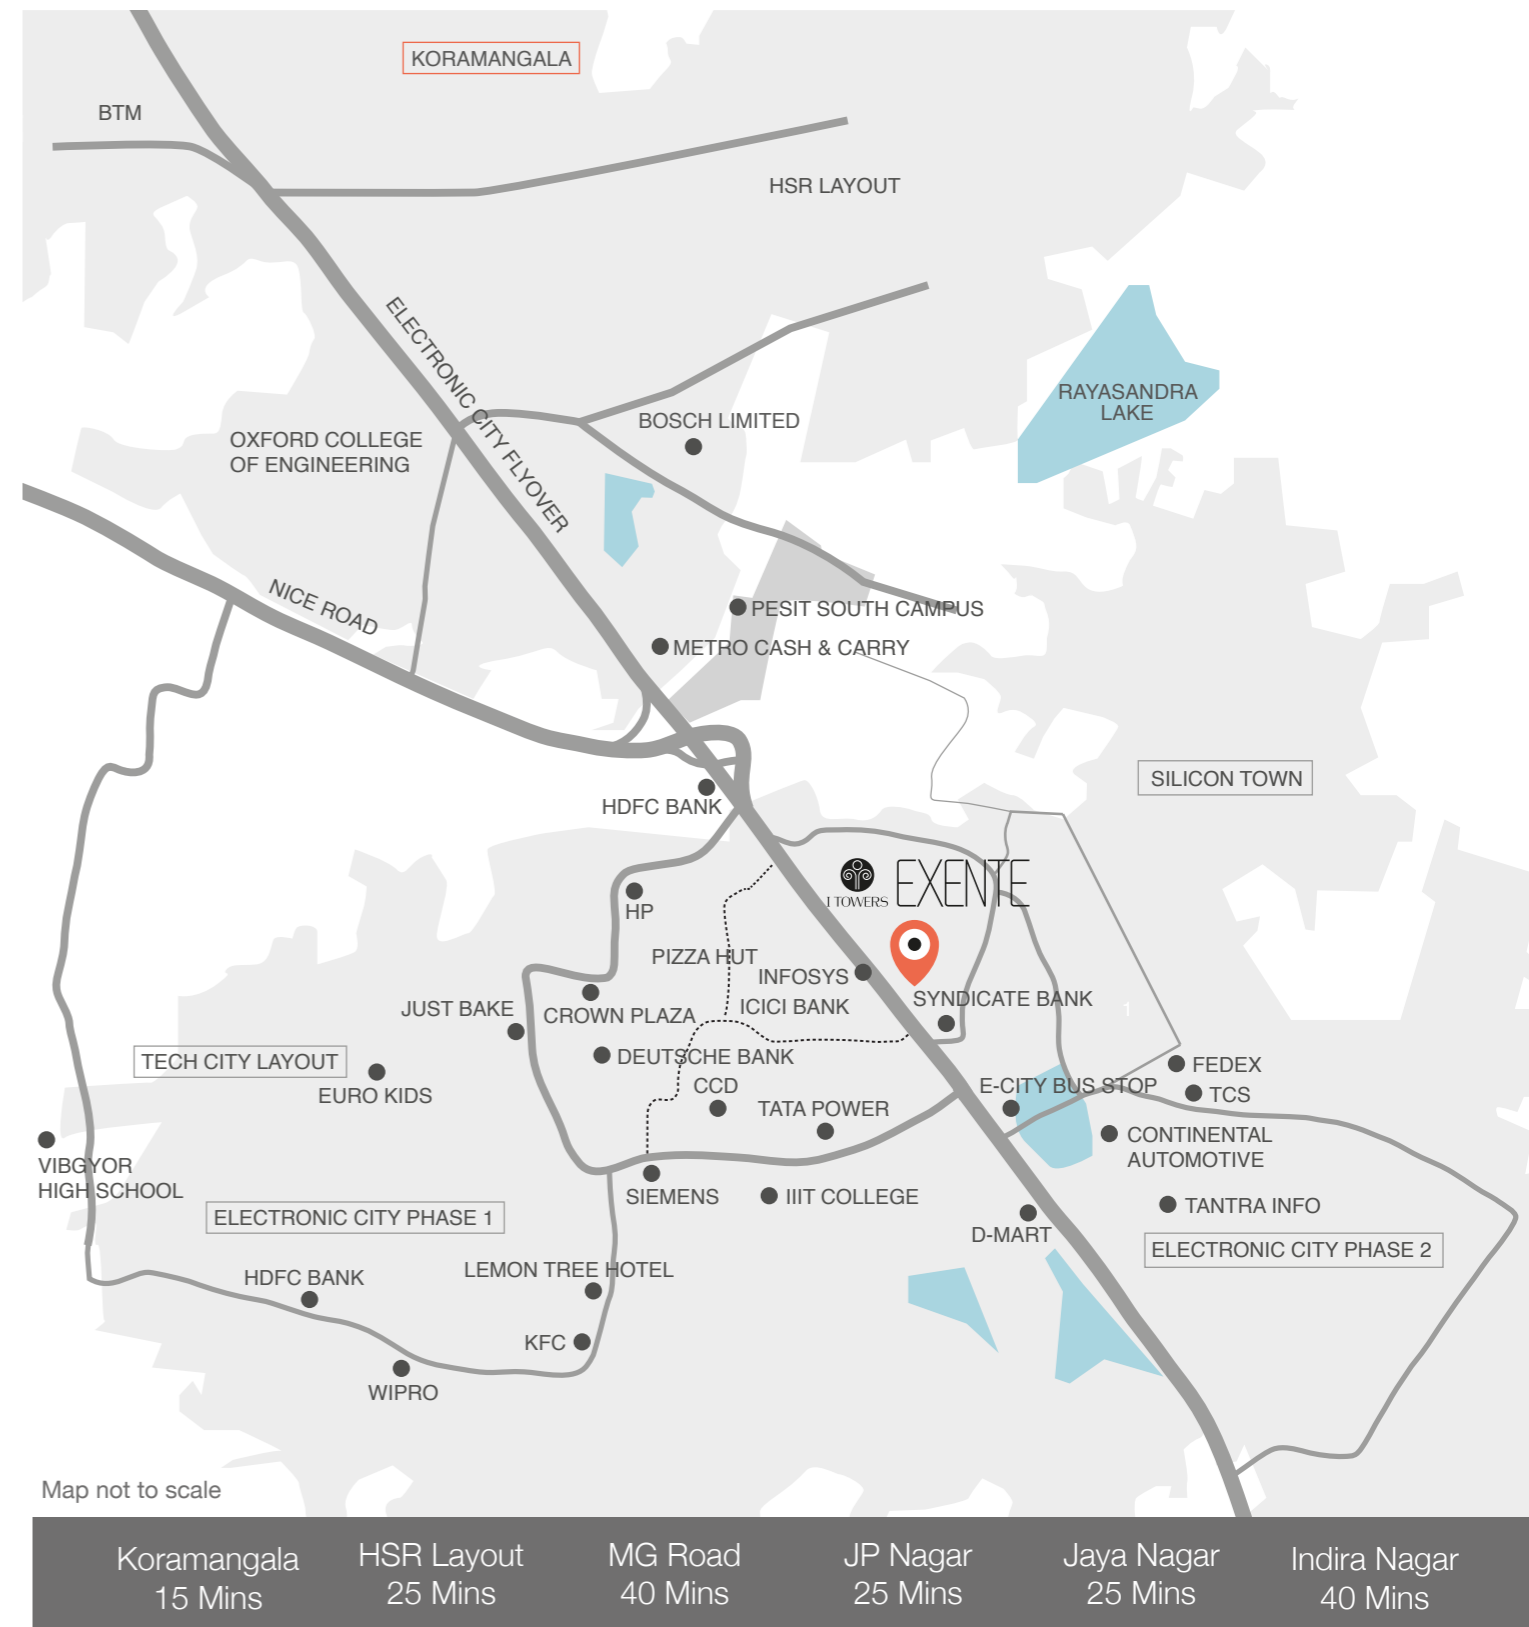 KORAMANGALA
BTM
HSR LAYOUT
ELECTRONIC CITY FLYOVER
RAYASANDRA
LAKE
BOSCH LIMITED
OXFORD COLLEGE
OF ENGINEERING
NICE ROAD
PESIT SOUTH CAMPUS
METRO CASH & CARRY
SILICON TOWN
HDFC BANK
I TOWERS
EXENTE
HP
PIZZA HUT
INFOSYS
SYNDICATE BANK
ICICI BANK
1
JUST BAKE
CROWN PLAZA
TECH CITY LAYOUT
DEUTSCHE BANK
FEDEX
EURO KIDS
CCD
E-CITY BUS STOP
TCS
TATA POWER
CONTINENTAL
AUTOMOTIVE
VIBGYOR
HIGH SCHOOL
SIEMENS
IIIT COLLEGE
TANTRA INFO
ELECTRONIC CITY PHASE 1
D-MART
ELECTRONIC CITY PHASE 2
HDFC BANK
LEMON TREE HOTEL
KFC
WIPRO
Map not to scale
Koramangala
15 Mins
HSR Layout
25 Mins
MG Road
40 Mins
JP Nagar
25 Mins
Jaya Nagar
25 Mins
Indira Nagar
40 Mins